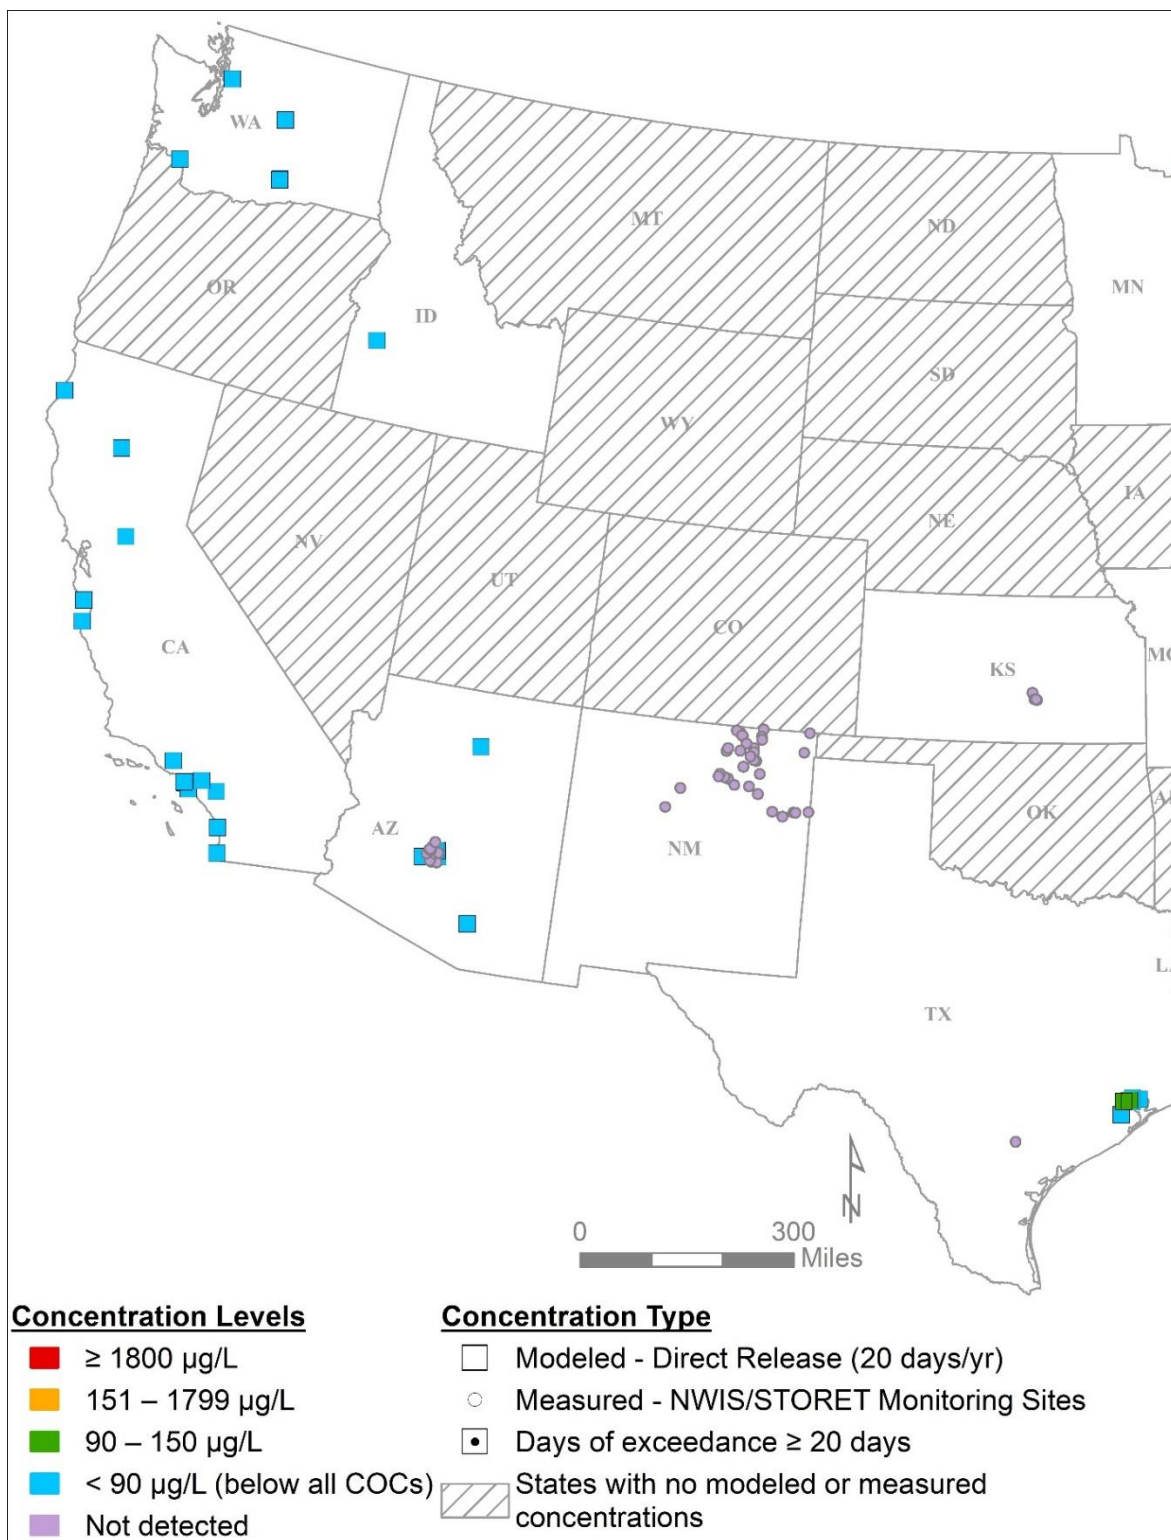 WA
MT
ND
MN
OR
ID
SD
WV
IA
NE
NV
UT
CO
CA
KS
MO
AZ
NM
OK
TX
N
0 300
Miles
Concentration Levels
≥ 1800 µg/L
151 – 1799 µg/L
90 – 150 µg/L
< 90 µg/L (below all COCs)
Not detected
Concentration Type
Modeled - Direct Release (20 days/yr)
Measured - NWIS/STORET Monitoring Sites
Days of exceedance ≥ 20 days
States with no modeled or measured
concentrations